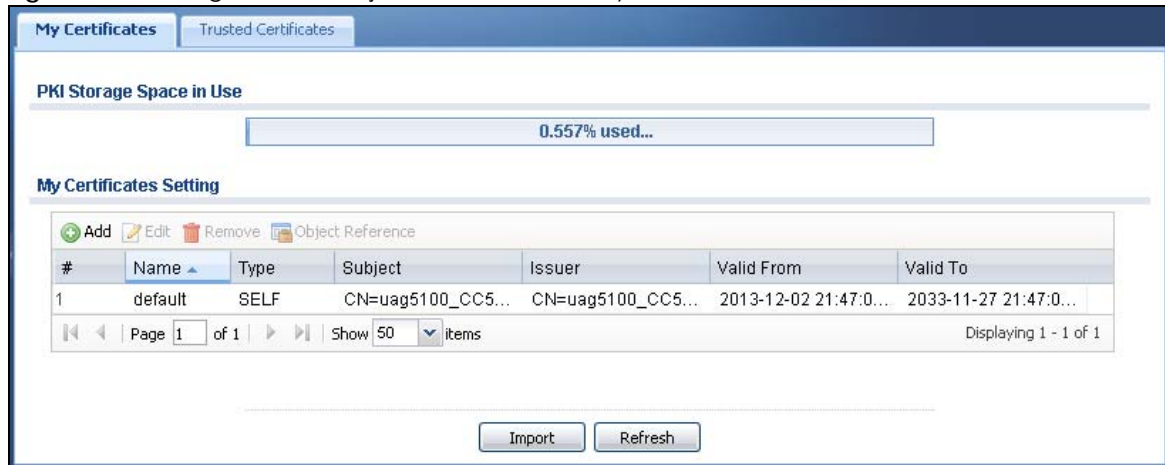 My Certificates Trusted Certificates
PKI Storage Space in Use
0.557% used...
My Certificates Setting
Add Edit Remove Object Reference
# Name Type Subject Issuer Valid From Valid To
1 default SELF CN=uag5100_CC5... CN=uag5100_CC5... 2013-12-02 21:47:0... 2033-11-27 21:47:0...
Page 1 of 1 Show 50 items Displaying 1 - 1 of 1
Import Refresh